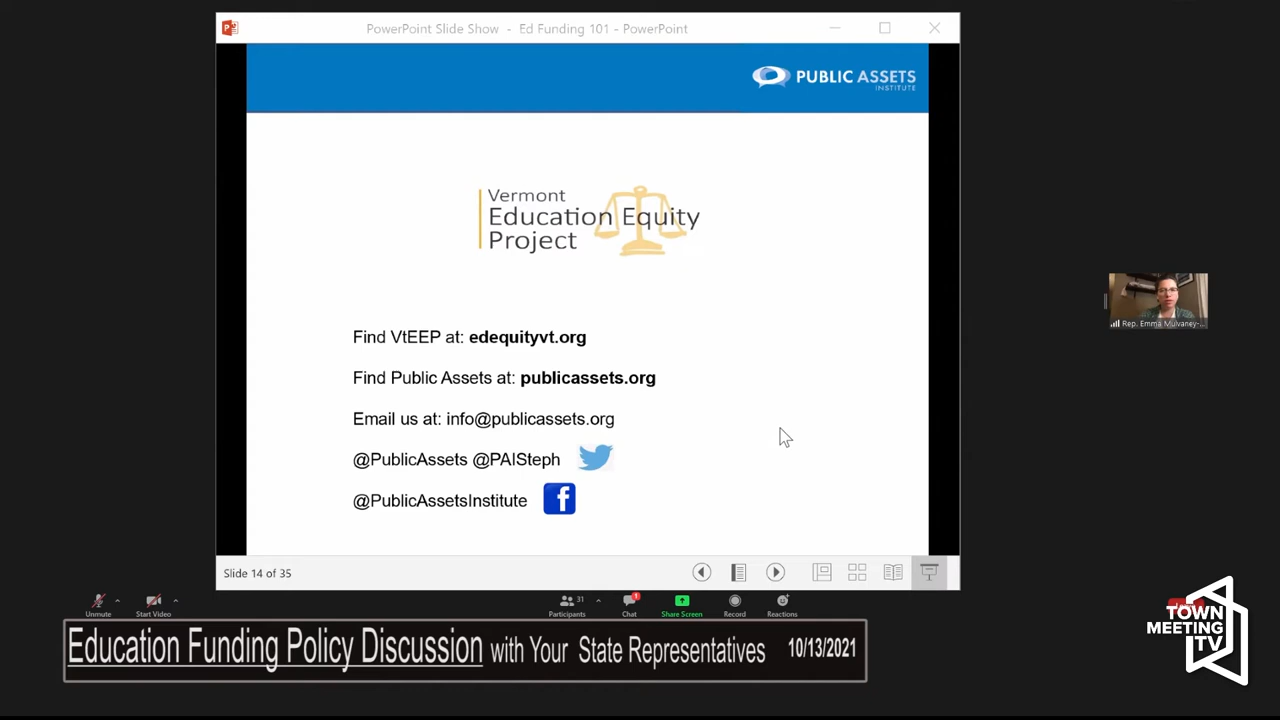 PowerPoint Slide Show - Ed Funding 101 - PowerPoint
PUBLIC ASSETS
INSTITUTE
Vermont
Education Equity
Project
Find VtEEP at: edequityvt.org
Find Public Assets at: publicassets.org
Email us at: info@publicassets.org
@PublicAssets @PAISteph
@PublicAssetsInstitute
Rep. Emma Mulvaney-...
Slide 14 of 35
Unmute
Start Video
31
Participants
1
Chat
Share Screen
Record
Reactions
Education Funding Policy Discussion with Your State Representatives 10/13/2021
TOWN
MEETING
TV